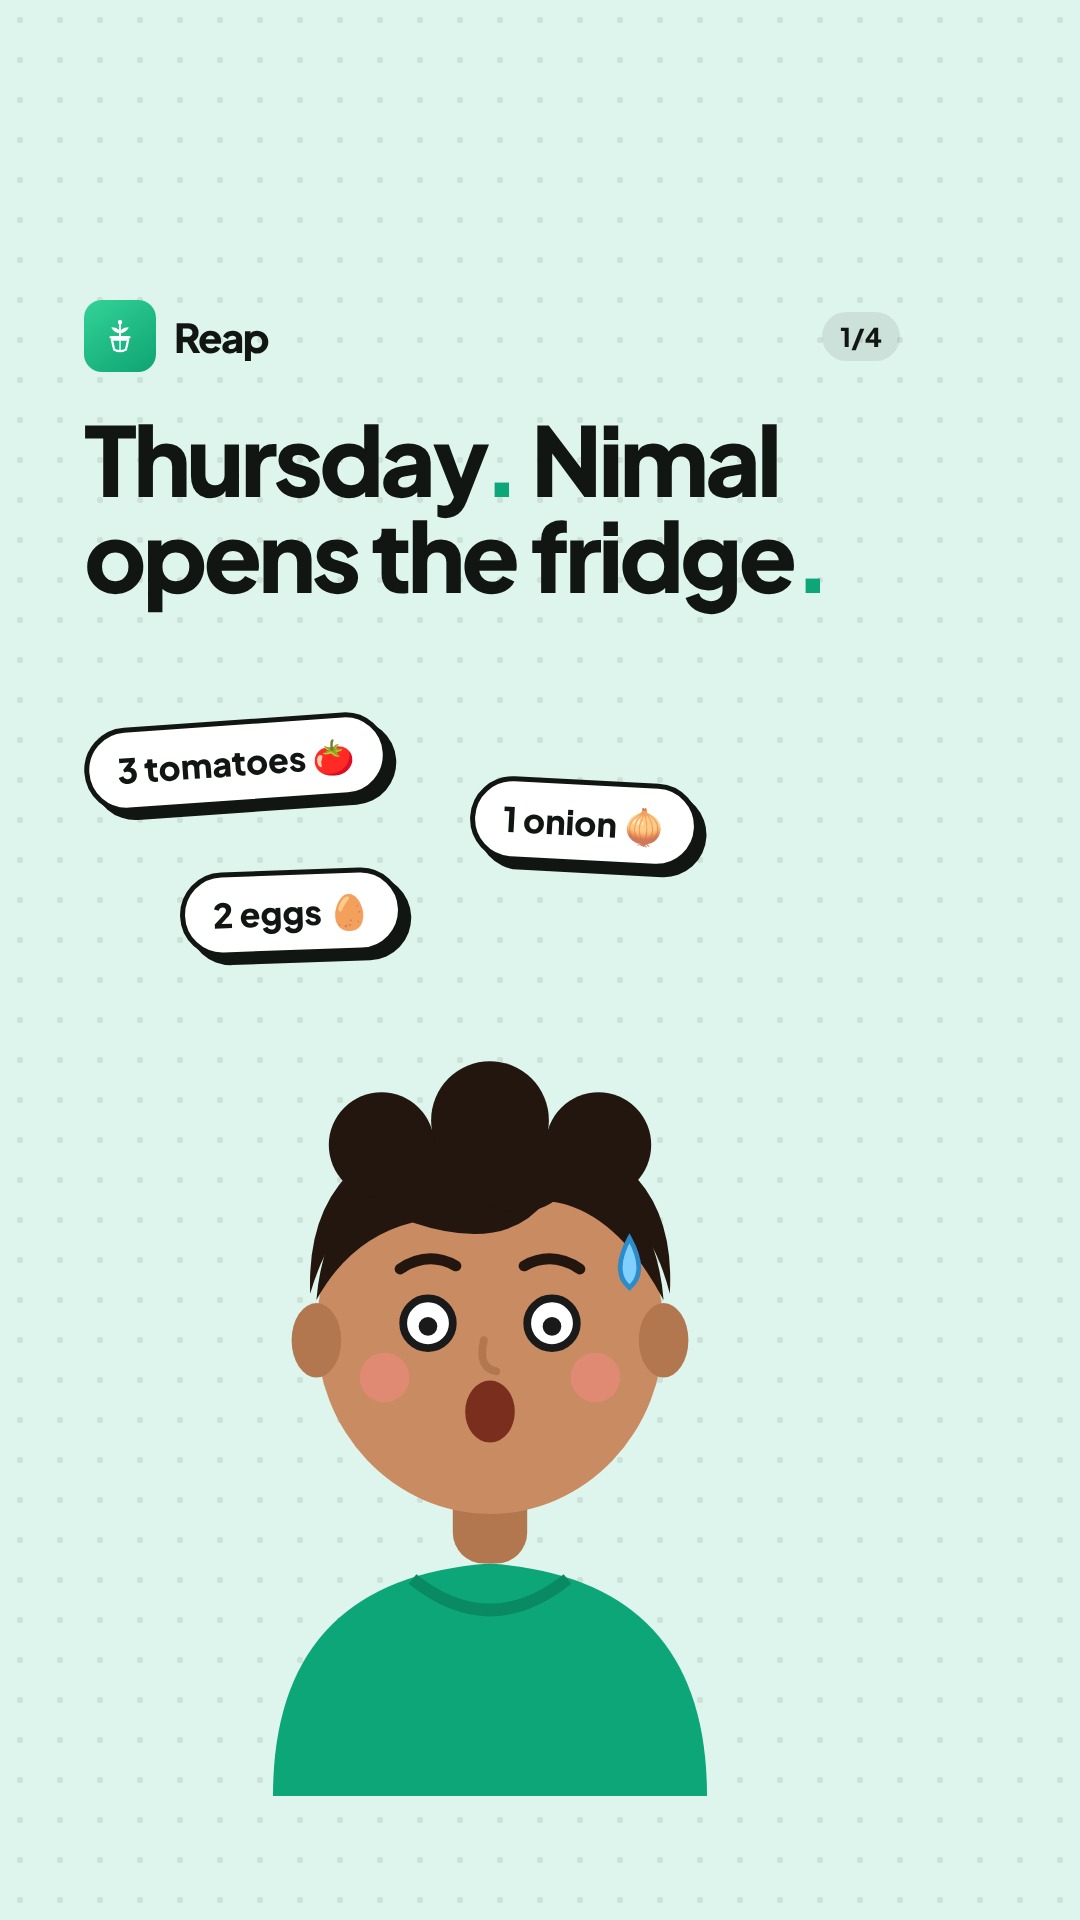 Reap
1/4
Thursday. Nimal
opens the fridge.
3 tomatoes 🍅
1 onion 🧅
2 eggs 🥚